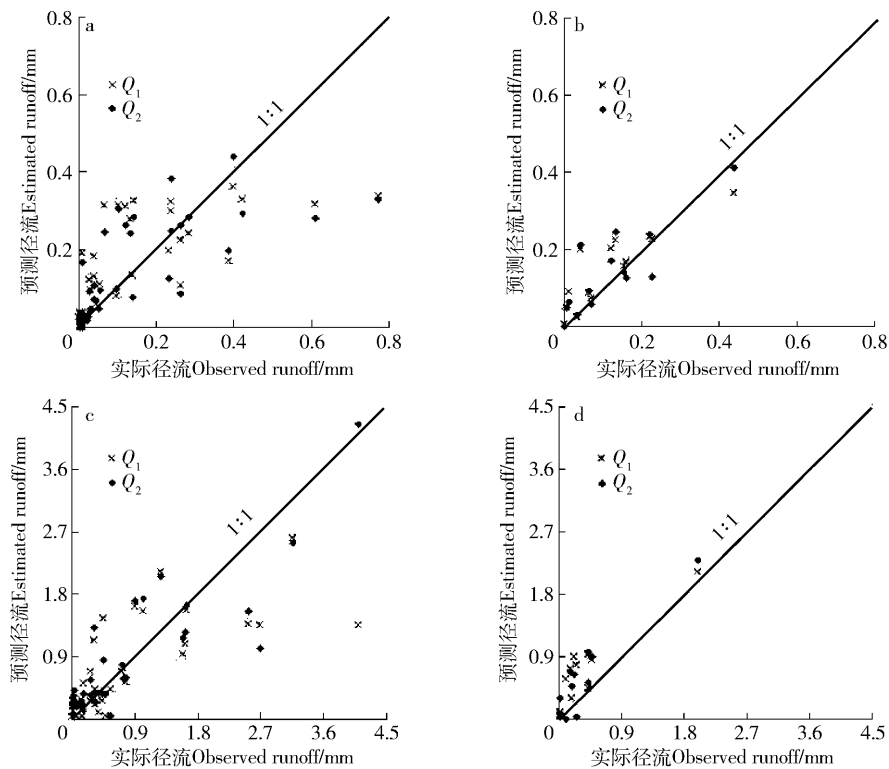 0.8
a
Q1
0.6
Q2
1:1
0.4
0.2
0
0.2
0.4
0.6
0.8
预测径流Estimated runoff/mm
实际径流Observed runoff/mm
0.8
b
Q1
0.6
Q2
1:1
0.4
0.2
0
0.2
0.4
0.6
0.8
预测径流Estimated runoff/mm
实际径流Observed runoff/mm
4.5
c
Q1
3.6
Q2
1:1
2.7
1.8
0.9
0
0.9
1.8
2.7
3.6
4.5
预测径流Estimated runoff/mm
实际径流Observed runoff/mm
4.5
d
Q1
3.6
Q2
1:1
2.7
1.8
0.9
0
0.9
1.8
2.7
3.6
4.5
预测径流Estimated runoff/mm
实际径流Observed runoff/mm